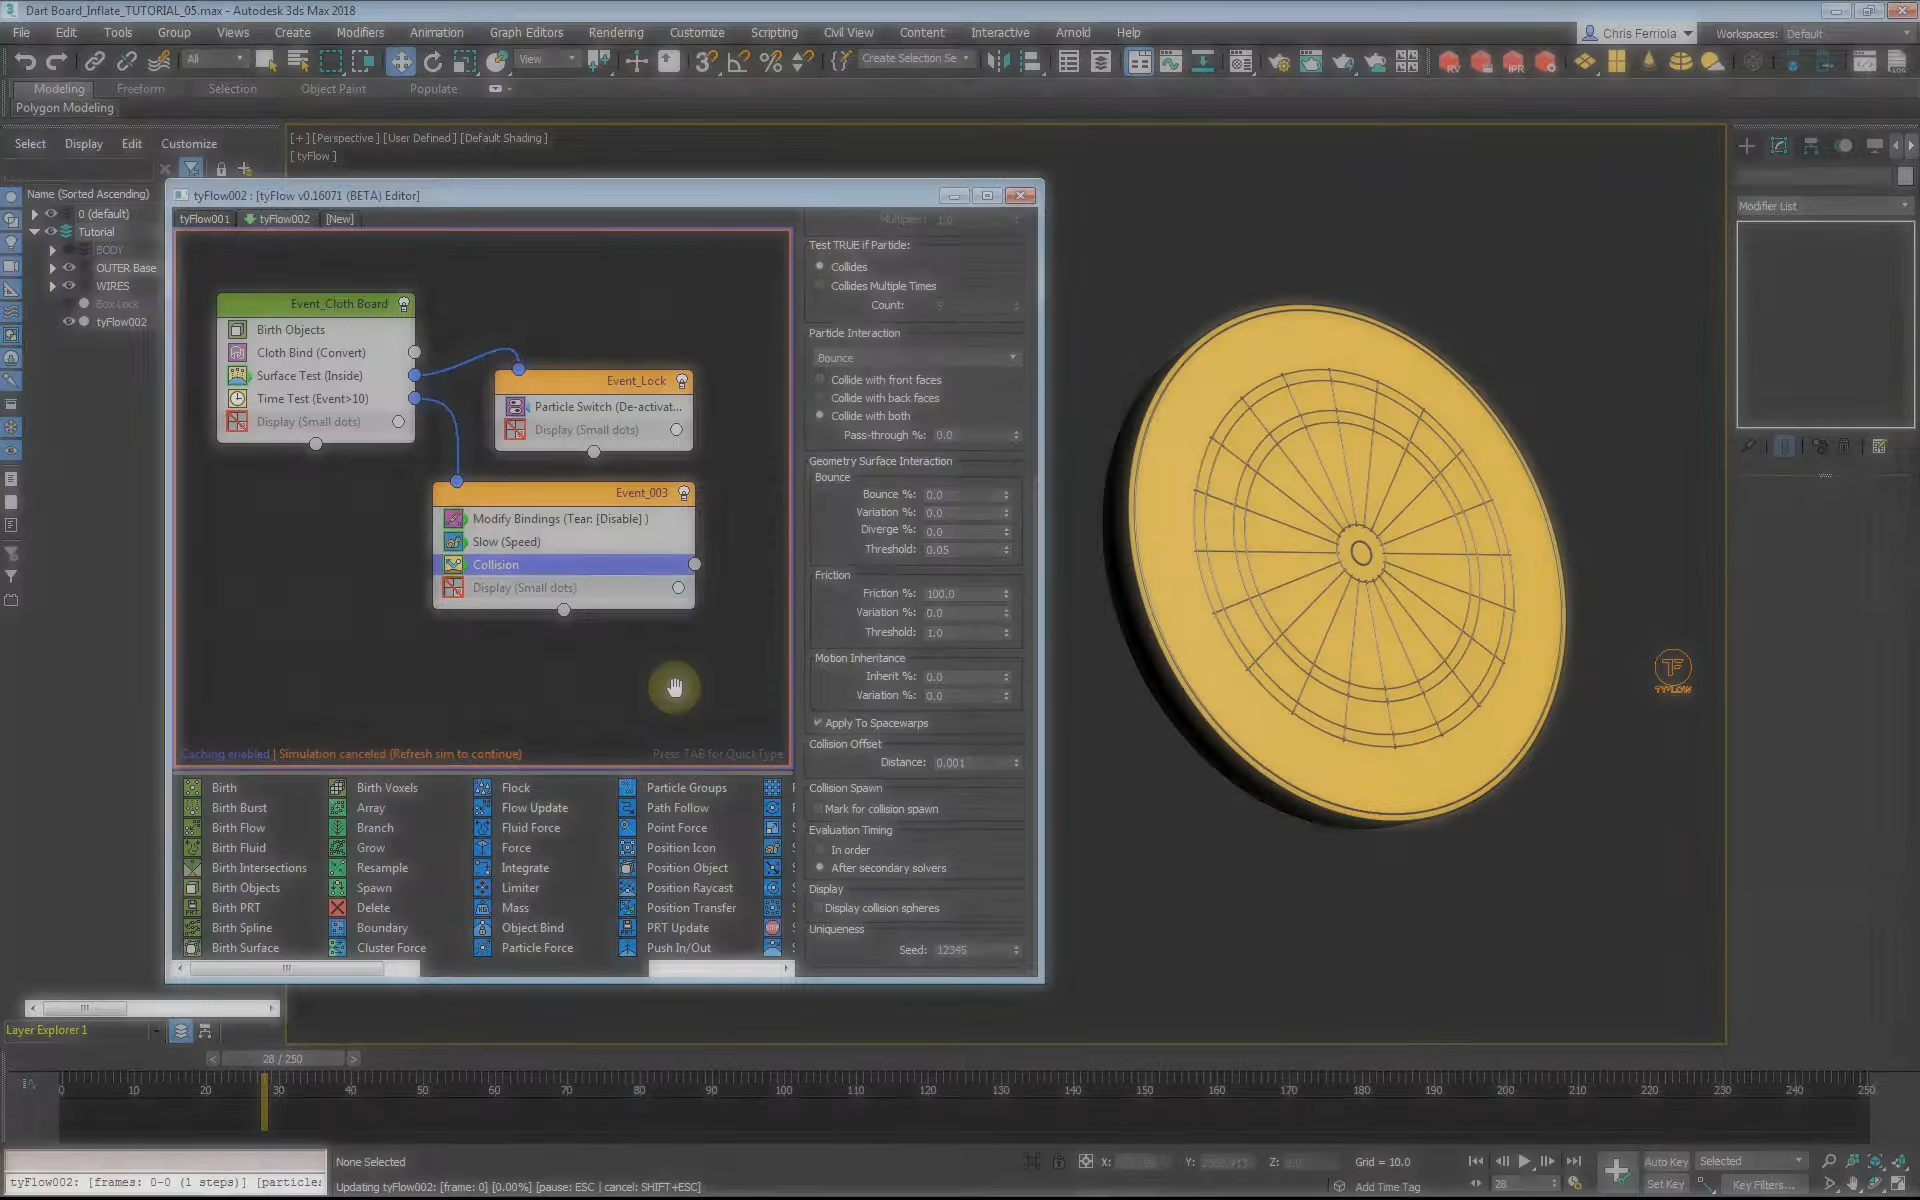 Dart Board_Inflate_TUTORIAL_05.max - Autodesk 3ds Max 2018
File Edit Tools Group Views Create Modifiers Animation Graph Editors Rendering Customize Scripting Civil View Content Interactive Arnold Help
Chris Ferriola Workspaces: Default
All View Create Selection Se
Modeling Freeform Selection Object Paint Populate
Polygon Modeling
Select Display Edit Customize
[+] [Perspective] [User Defined] [Default Shading]
[ tyFlow ]
Name (Sorted Ascending)
0 (default)
Tutorial
BODY
OUTER Base
WIRES
Box Lock
tyFlow002
Modifier List
tyFlow002 : [tyFlow v0.16071 (BETA) Editor]
tyFlow001 tyFlow002 [New]
Event_Cloth Board
Birth Objects
Cloth Bind (Convert)
Surface Test (Inside)
Time Test (Event>10)
Display (Small dots)
Event_Lock
Particle Switch (De-activat...
Display (Small dots)
Event_003
Modify Bindings (Tear: [Disable] )
Slow (Speed)
Collision
Display (Small dots)
Caching enabled | Simulation canceled (Refresh sim to continue)
Press TAB for QuickType
Multiplier: 1.0
Test TRUE if Particle:
Collides
Collides Multiple Times
Count: 5
Particle Interaction
Bounce
Collide with front faces
Collide with back faces
Collide with both
Pass-through %: 0.0
Geometry Surface Interaction
Bounce
Bounce %: 0.0
Variation %: 0.0
Diverge %: 0.0
Threshold: 0.05
Friction
Friction %: 100.0
Variation %: 0.0
Threshold: 1.0
Motion Inheritance
Inherit %: 0.0
Variation %: 0.0
Apply To Spacewarps
Collision Offset
Distance: 0.001
Collision Spawn
Mark for collision spawn
Evaluation Timing
In order
After secondary solvers
Display
Display collision spheres
Uniqueness
Seed: 12345
Birth Birth Voxels Flock Particle Groups
Birth Burst Array Flow Update Path Follow
Birth Flow Branch Fluid Force Point Force
Birth Fluid Grow Force Position Icon
Birth Intersections Resample Integrate Position Object
Birth Objects Spawn Limiter Position Raycast
Birth PRT Delete Mass Position Transfer
Birth Spline Boundary Object Bind PRT Update
Birth Surface Cluster Force Particle Force Push In/Out
TF
TYFLOW
Layer Explorer 1
28 / 250
0 10 20 30 40 50 60 70 80 90 100 110 120 130 140 150 160 170 180 190 200 210 220 230 240 250
None Selected
X: Y: Z: Grid = 10.0
Auto Key Selected
tyFlow002: [frames: 0-0 (1 steps)] [particles
Updating tyFlow002: [frame: 0] [0.00%] [pause: ESC | cancel: SHIFT+ESC]
Add Time Tag
28
Set Key Key Filters...